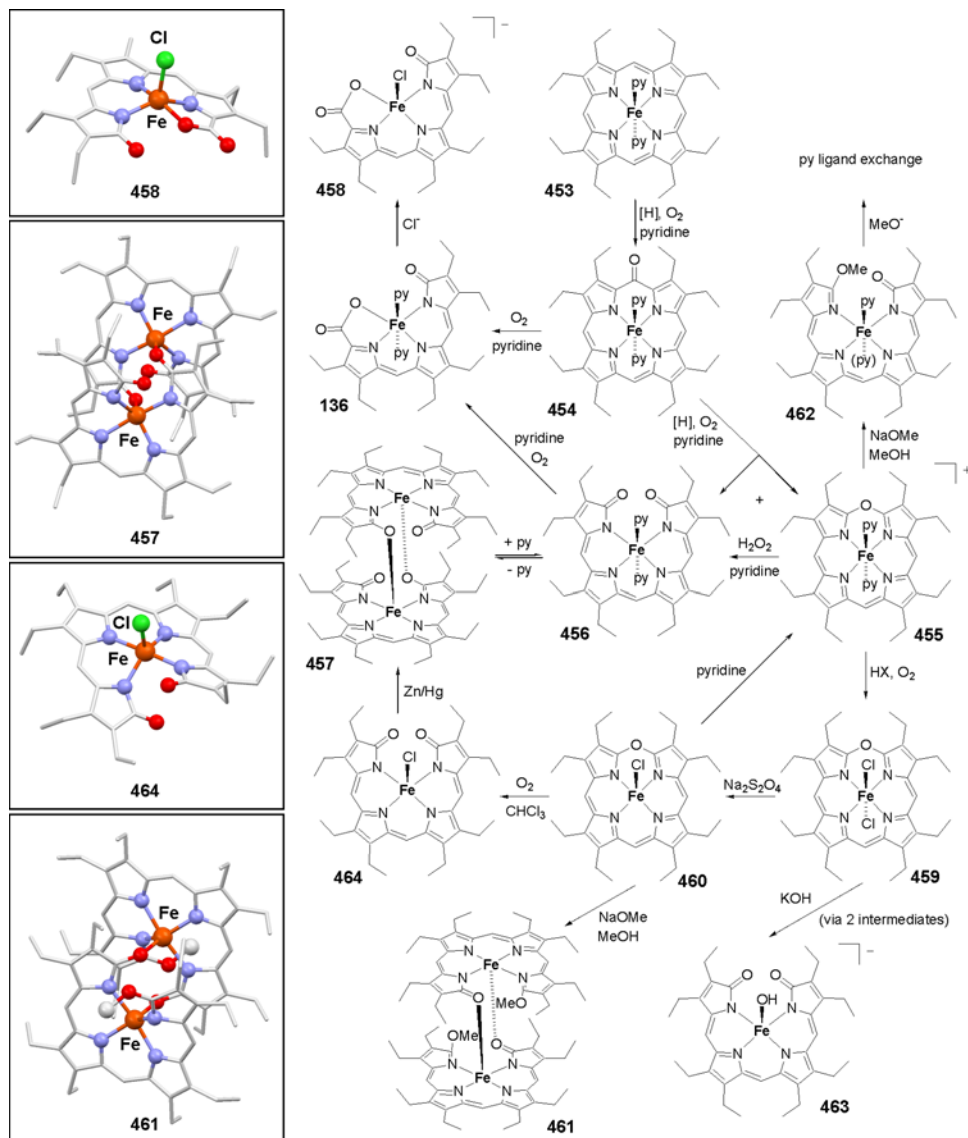 Cl
Fe
458
Fe
Fe
457
Cl
Fe
464
Fe
Fe
461
O
Cl
O
Fe
O
N
N
N
−
458
py
N
N
Fe
N
N
py
453
py ligand exchange
Cl-
[H], O2
pyridine
MeO-
O
py
O
N
O
Fe
N
N
py
136
O2
pyridine
O
py
N
N
Fe
N
N
py
454
OMe
O
py
N
N
Fe
N
N
(py)
462
pyridine
O2
[H], O2
pyridine
NaOMe
MeOH
N
Fe
N
N
N
O
O
O
O
N
N
Fe
N
N
457
+ py
- py
O
O
N
py
N
Fe
N
N
py
456
+
H2O2
pyridine
+
O
py
N
N
Fe
N
N
py
455
Zn/Hg
pyridine
HX, O2
O
O
Cl
N
N
Fe
N
N
464
O2
CHCl3
O
Cl
N
N
Fe
N
N
460
Na2S2O4
O
Cl
N
N
Fe
N
N
Cl
459
NaOMe
MeOH
KOH
(via 2 intermediates)
N
Fe
N
N
N
O
MeO
OMe
O
N
N
Fe
N
N
461
−
O
O
OH
N
N
Fe
N
N
463